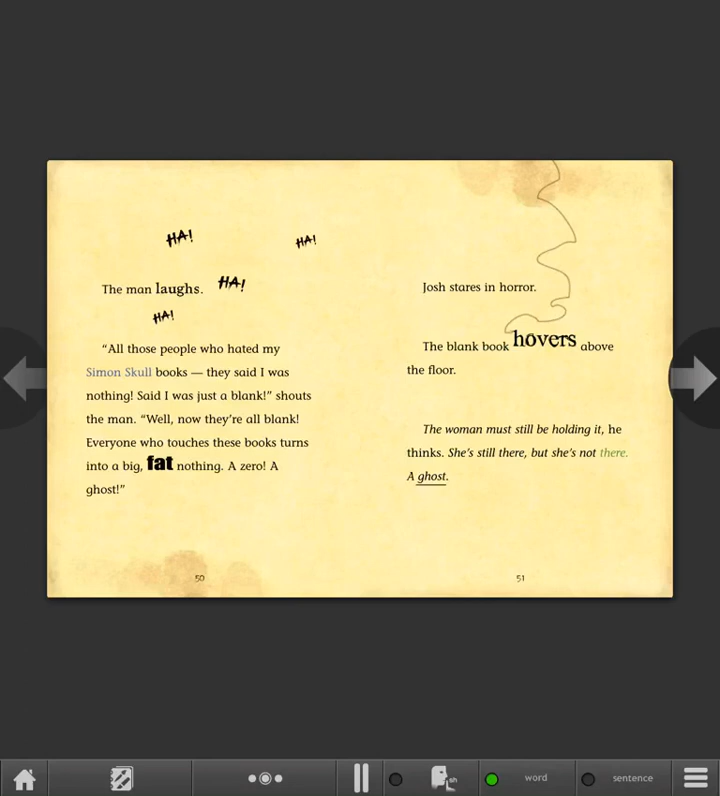 HA!
HA!
The man laughs. HA!
HA!
“All those people who hated my
Simon Skull books — they said I was
nothing! Said I was just a blank!” shouts
the man. “Well, now they’re all blank!
Everyone who touches these books turns
into a big, fat nothing. A zero! A
ghost!”
50
Josh stares in horror.
The blank book hovers above
the floor.
The woman must still be holding it, he
thinks. She’s still there, but she’s not there.
A ghost.
51
sh
word
sentence